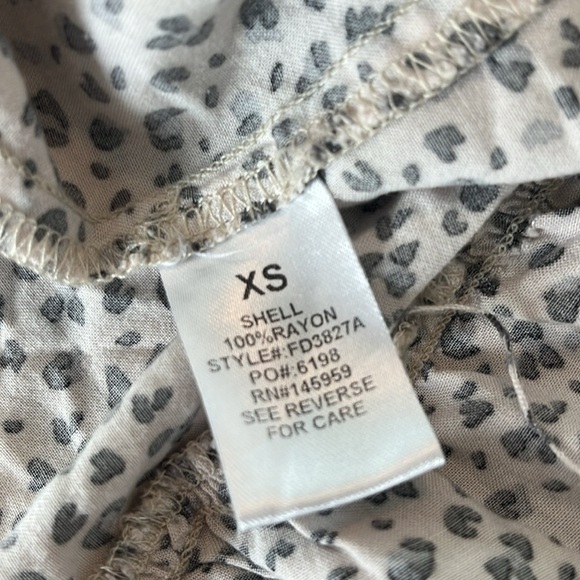 XS
SHELL
100%RAYON
STYLE#:FD3827A
PO#:6198
RN#145959
SEE REVERSE
FOR CARE